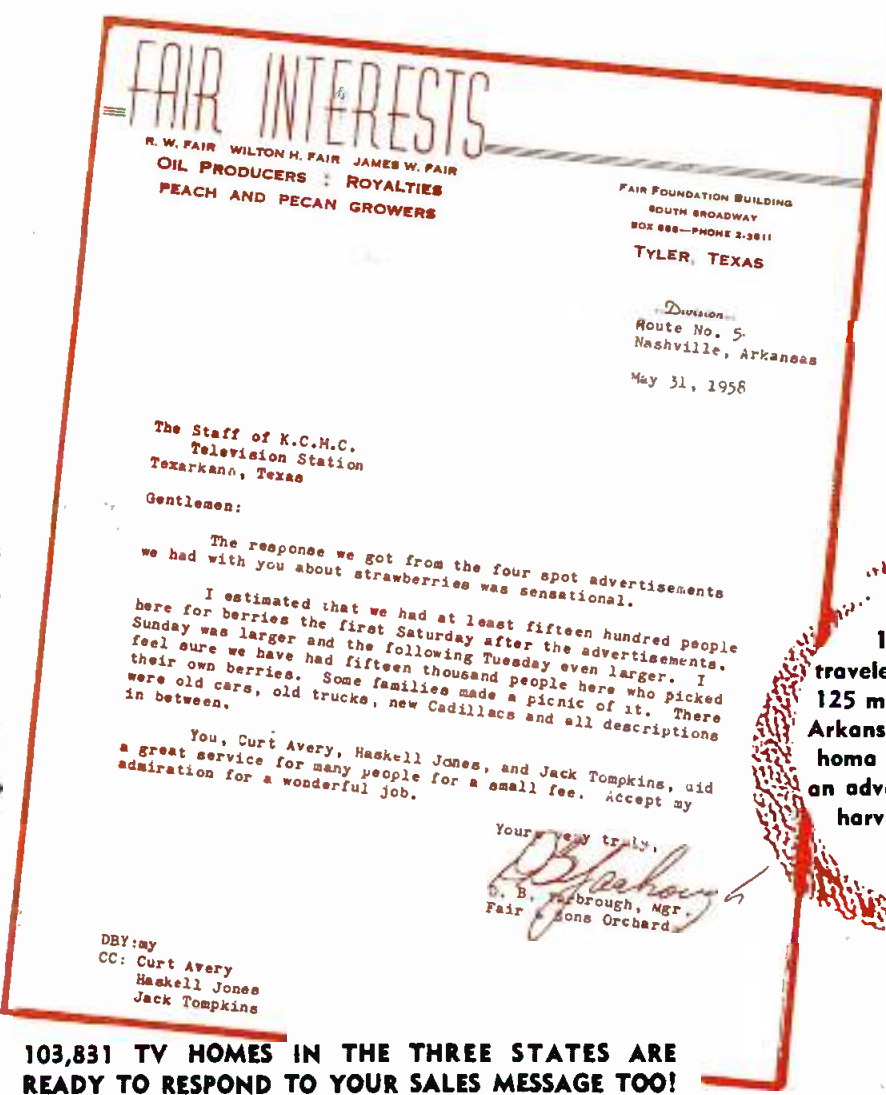 FAIR INTERESTS
R. W. FAIR WILTON H. FAIR JAMES W. FAIR
OIL PRODUCERS : ROYALTIES
PEACH AND PECAN GROWERS
FAIR FOUNDATION BUILDING
SOUTH BROADWAY
BOX 688—PHONE 2-3811
TYLER, TEXAS
Division
Route No. 5
Nashville, Arkansas
May 31, 1958
The Staff of K.C.M.C.
Television Station
Texarkana, Texas
Gentlemen:
The response we got from the four spot advertisements
we had with you about strawberries was sensational.
I estimated that we had at least fifteen hundred people
here for berries the first Saturday after the advertisements.
Sunday was larger and the following Tuesday even larger. I
feel sure we have had fifteen thousand people here who picked
their own berries. Some families made a picnic of it. There
were old cars, old trucks, new Cadillacs and all descriptions
in between.
You, Curt Avery, Haskell Jones, and Jack Tompkins, did
a great service for many people for a small fee. Accept my
admiration for a wonderful job.
Yours very truly,
D. B. Yarbrough, Mgr.
Fair & Sons Orchard
DBY:my
CC: Curt Avery
Haskell Jones
Jack Tompkins
1
travele
125 m
Arkans
homa
an adve
harv
103,831 TV HOMES IN THE THREE STATES ARE
READY TO RESPOND TO YOUR SALES MESSAGE TOO!